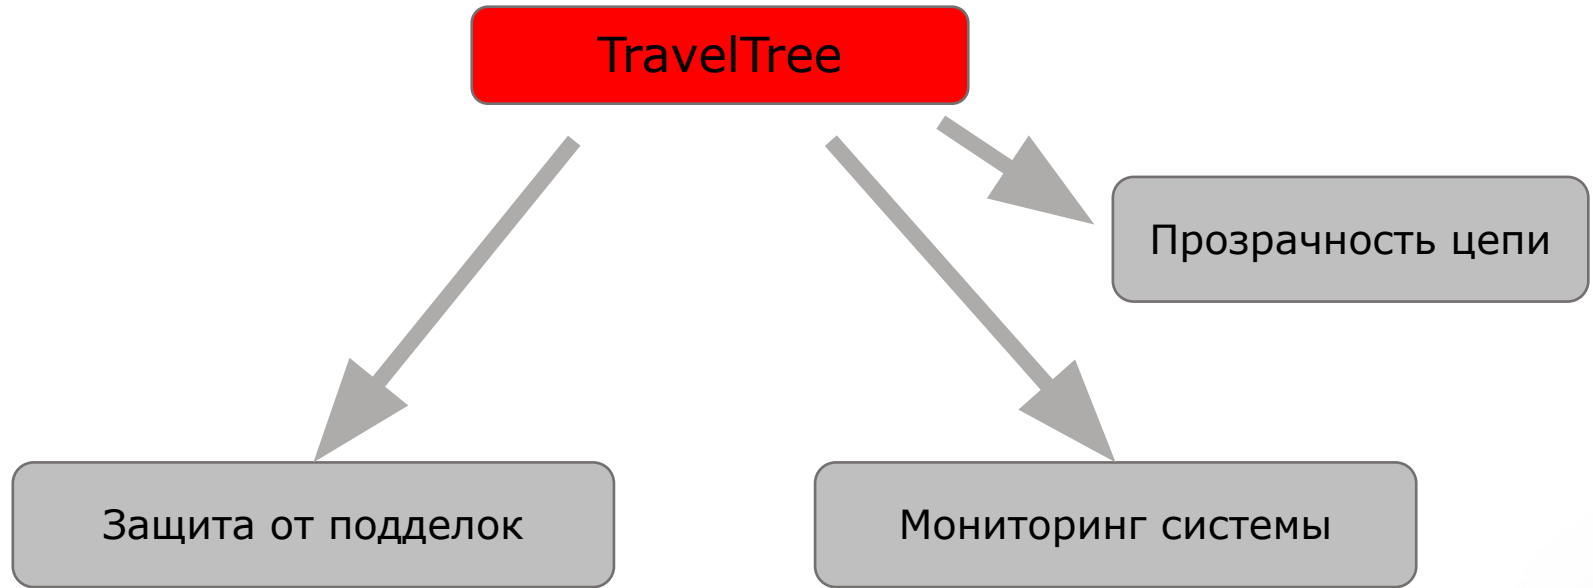 TravelTree
Прозрачность цепи
Защита от подделок
Мониторинг системы